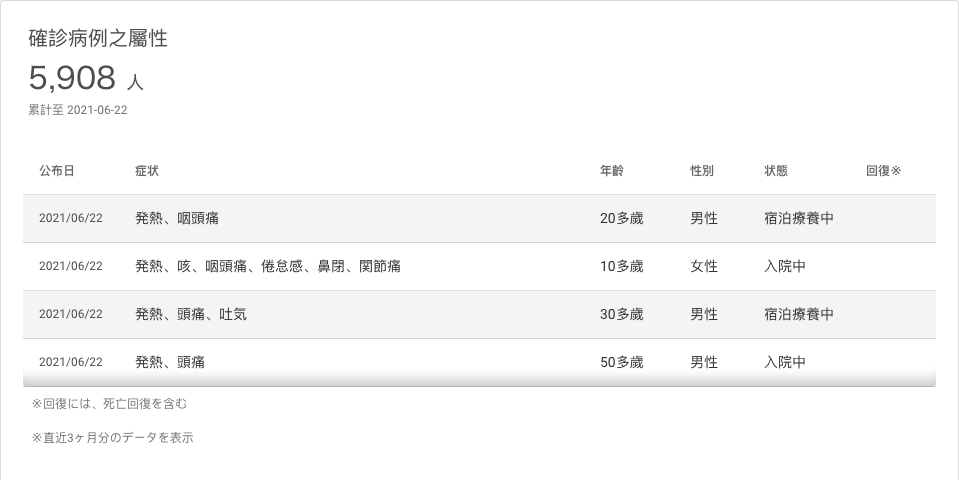 確診病例之屬性
5,908 人
累計至 2021-06-22
公布日 症状 年齡 性別 状態 回復※
2021/06/22 発熱、咽頭痛 20多歲 男性 宿泊療養中
2021/06/22 発熱、咳、咽頭痛、倦怠感、鼻閉、関節痛 10多歲 女性 入院中
2021/06/22 発熱、頭痛、吐気 30多歲 男性 宿泊療養中
2021/06/22 発熱、頭痛 50多歲 男性 入院中
※回復には、死亡回復を含む
※直近3ヶ月分のデータを表示